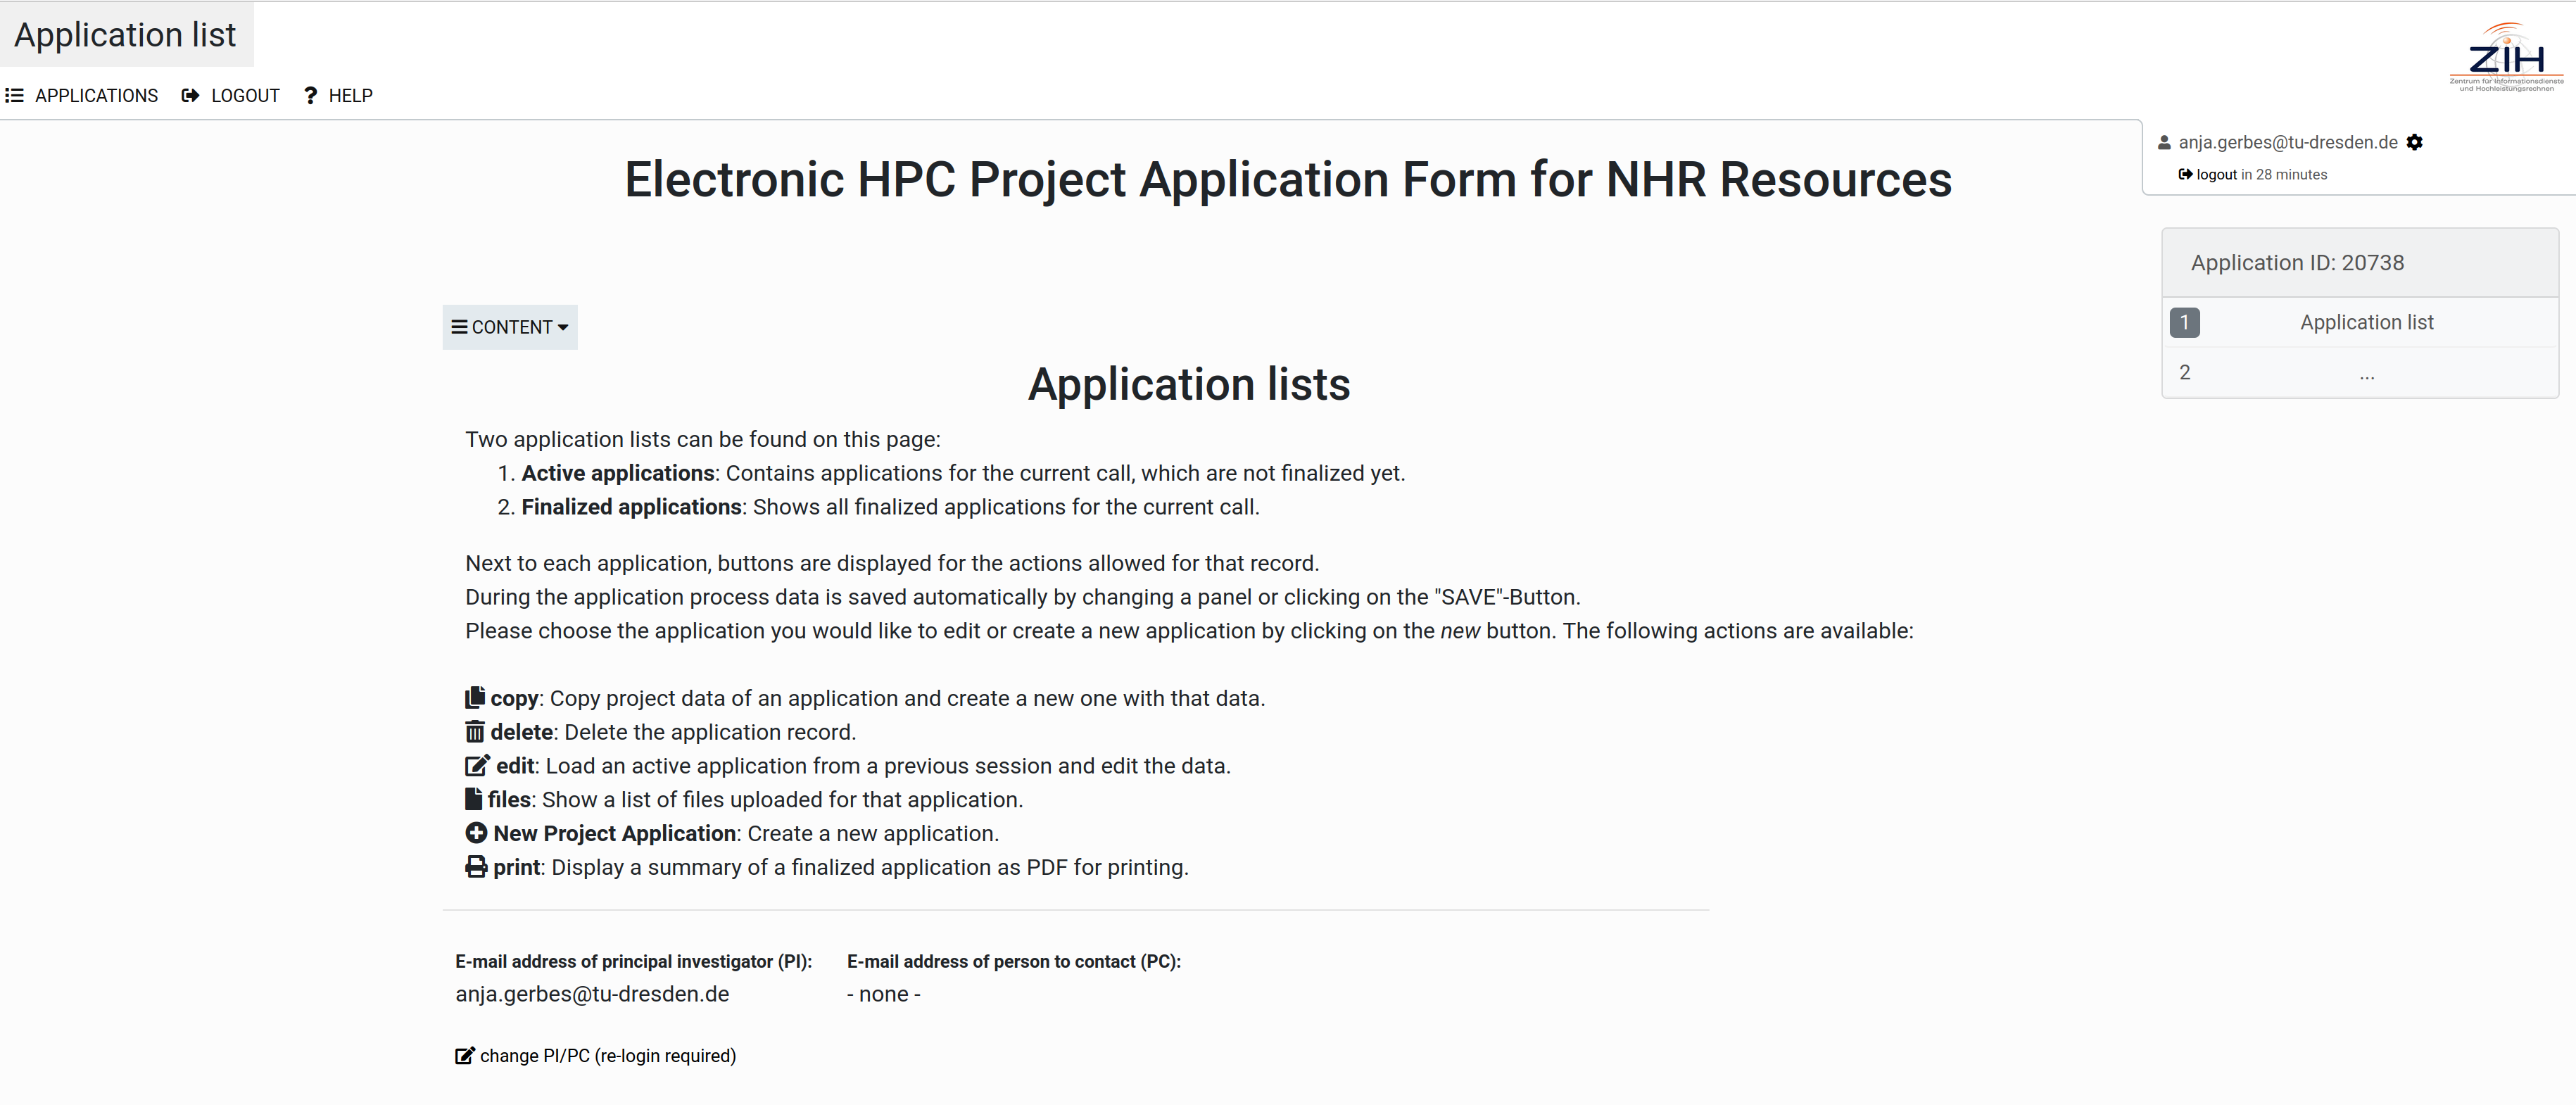 Application list
APPLICATIONS LOGOUT ? HELP
ZIH
Zentrum für Informationsdienste
und Hochleistungsrechnen
anja.gerbes@tu-dresden.de
logout in 28 minutes
Electronic HPC Project Application Form for NHR Resources
Application ID: 20738
1 Application list
2 ...
CONTENT
Application lists
Two application lists can be found on this page:
1. Active applications: Contains applications for the current call, which are not finalized yet.
2. Finalized applications: Shows all finalized applications for the current call.
Next to each application, buttons are displayed for the actions allowed for that record.
During the application process data is saved automatically by changing a panel or clicking on the "SAVE"-Button.
Please choose the application you would like to edit or create a new application by clicking on the new button. The following actions are available:
copy: Copy project data of an application and create a new one with that data.
delete: Delete the application record.
edit: Load an active application from a previous session and edit the data.
files: Show a list of files uploaded for that application.
New Project Application: Create a new application.
print: Display a summary of a finalized application as PDF for printing.
E-mail address of principal investigator (PI): E-mail address of person to contact (PC):
anja.gerbes@tu-dresden.de - none -
change PI/PC (re-login required)